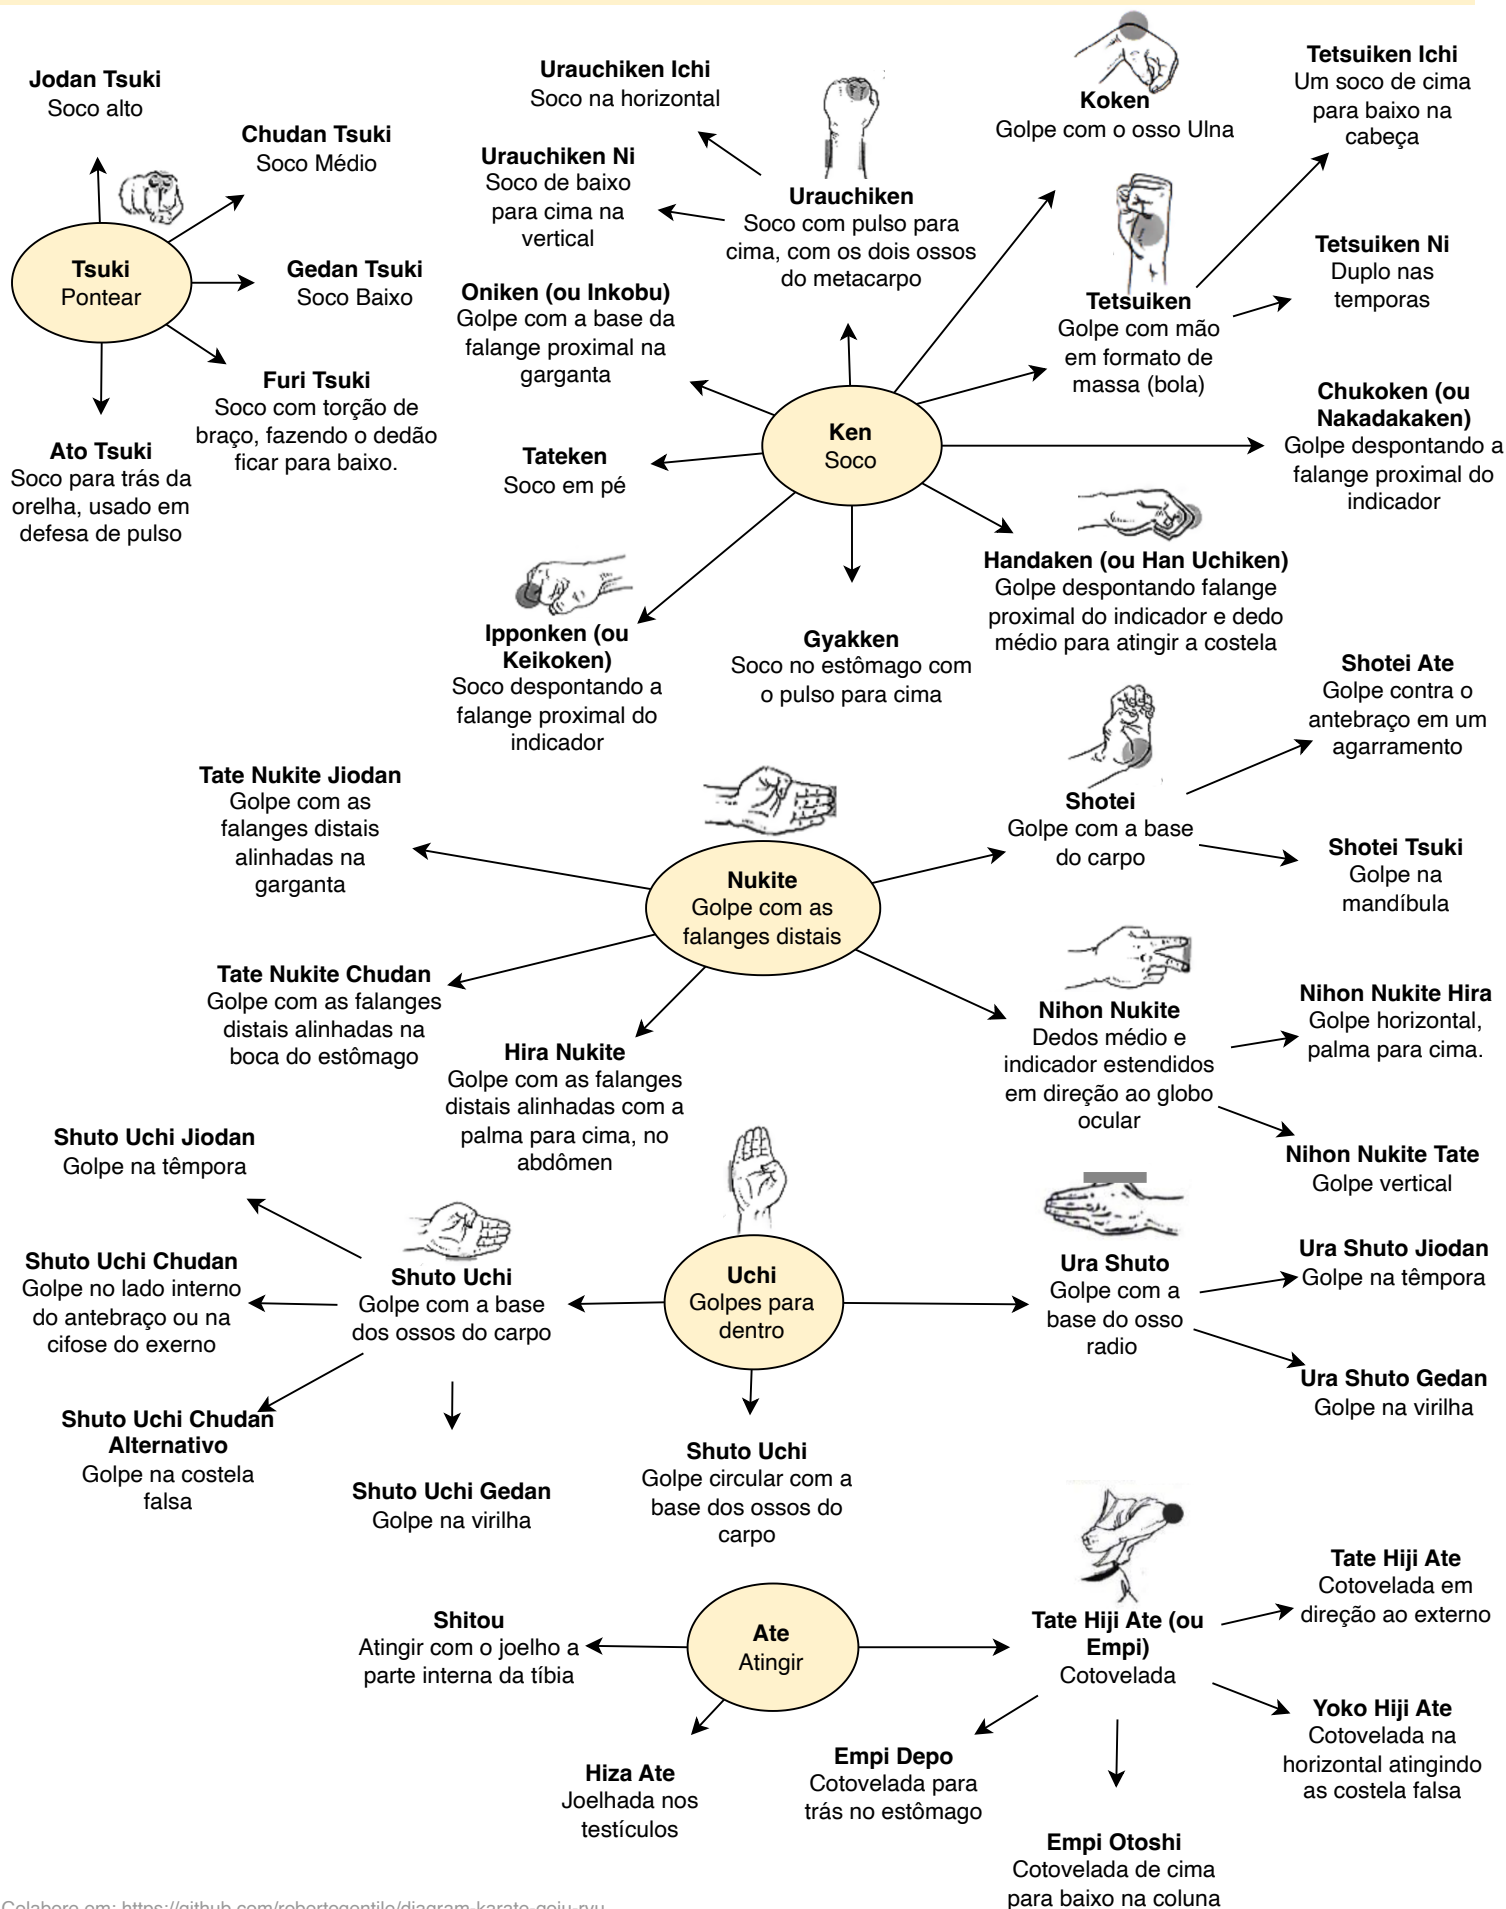 Jodan Tsuki
Soco alto
Chudan Tsuki
Soco Médio
Tsuki
Pontear
Gedan Tsuki
Soco Baixo
Furi Tsuki
Soco com torção de
braço, fazendo o dedão
ficar para baixo.
Ato Tsuki
Soco para trás da
orelha, usado em
defesa de pulso
Urauchiken Ichi
Soco na horizontal
Urauchiken Ni
Soco de baixo
para cima na
vertical
Urauchiken
Soco com pulso para
cima, com os dois ossos
do metacarpo
Koken
Golpe com o osso Ulna
Tetsuiken Ichi
Um soco de cima
para baixo na
cabeça
Tetsuiken Ni
Duplo nas
temporas
Tetsuiken
Golpe com mão
em formato de
massa (bola)
Oniken (ou Inkobu)
Golpe com a base da
falange proximal na
garganta
Ken
Soco
Chukoken (ou
Nakadakaken)
Golpe despontando a
falange proximal do
indicador
Tateken
Soco em pé
Handaken (ou Han Uchiken)
Golpe despontando falange
proximal do indicador e dedo
médio para atingir a costela
Ipponken (ou
Keikoken)
Soco despontando a
falange proximal do
indicador
Gyakken
Soco no estômago com
o pulso para cima
Shotei Ate
Golpe contra o
antebraço em um
agarramento
Shotei
Golpe com a base
do carpo
Shotei Tsuki
Golpe na
mandíbula
Tate Nukite Jiodan
Golpe com as
falanges distais
alinhadas na
garganta
Nukite
Golpe com as
falanges distais
Tate Nukite Chudan
Golpe com as falanges
distais alinhadas na
boca do estômago
Hira Nukite
Golpe com as falanges
distais alinhadas com a
palma para cima, no
abdômen
Nihon Nukite
Dedos médio e
indicador estendidos
em direção ao globo
ocular
Nihon Nukite Hira
Golpe horizontal,
palma para cima.
Nihon Nukite Tate
Golpe vertical
Shuto Uchi Jiodan
Golpe na têmpora
Shuto Uchi Chudan
Golpe no lado interno
do antebraço ou na
cifose do exerno
Shuto Uchi
Golpe com a base
dos ossos do carpo
Uchi
Golpes para
dentro
Ura Shuto
Golpe com a
base do osso
radio
Ura Shuto Jiodan
Golpe na têmpora
Ura Shuto Gedan
Golpe na virilha
Shuto Uchi Chudan
Alternativo
Golpe na costela
falsa
Shuto Uchi Gedan
Golpe na virilha
Shuto Uchi
Golpe circular com a
base dos ossos do
carpo
Shitou
Atingir com o joelho a
parte interna da tíbia
Ate
Atingir
Tate Hiji Ate (ou
Empi)
Cotovelada
Tate Hiji Ate
Cotovelada em
direção ao externo
Yoko Hiji Ate
Cotovelada na
horizontal atingindo
as costela falsa
Hiza Ate
Joelhada nos
testículos
Empi Depo
Cotovelada para
trás no estômago
Empi Otoshi
Cotovelada de cima
para baixo na coluna
Colabore em: https://github.com/robertogentile/diagram-karate-goju-ryu